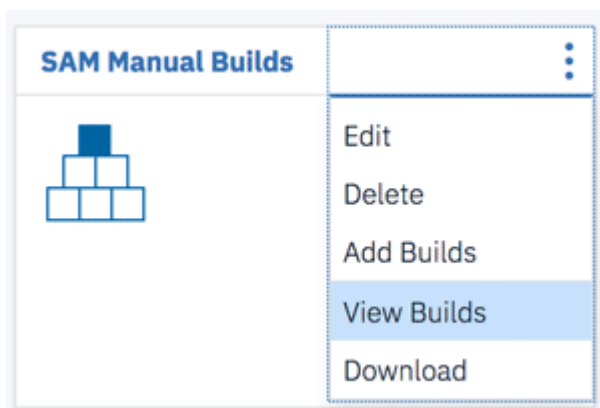 SAM Manual Builds
Edit
Delete
Add Builds
View Builds
Download